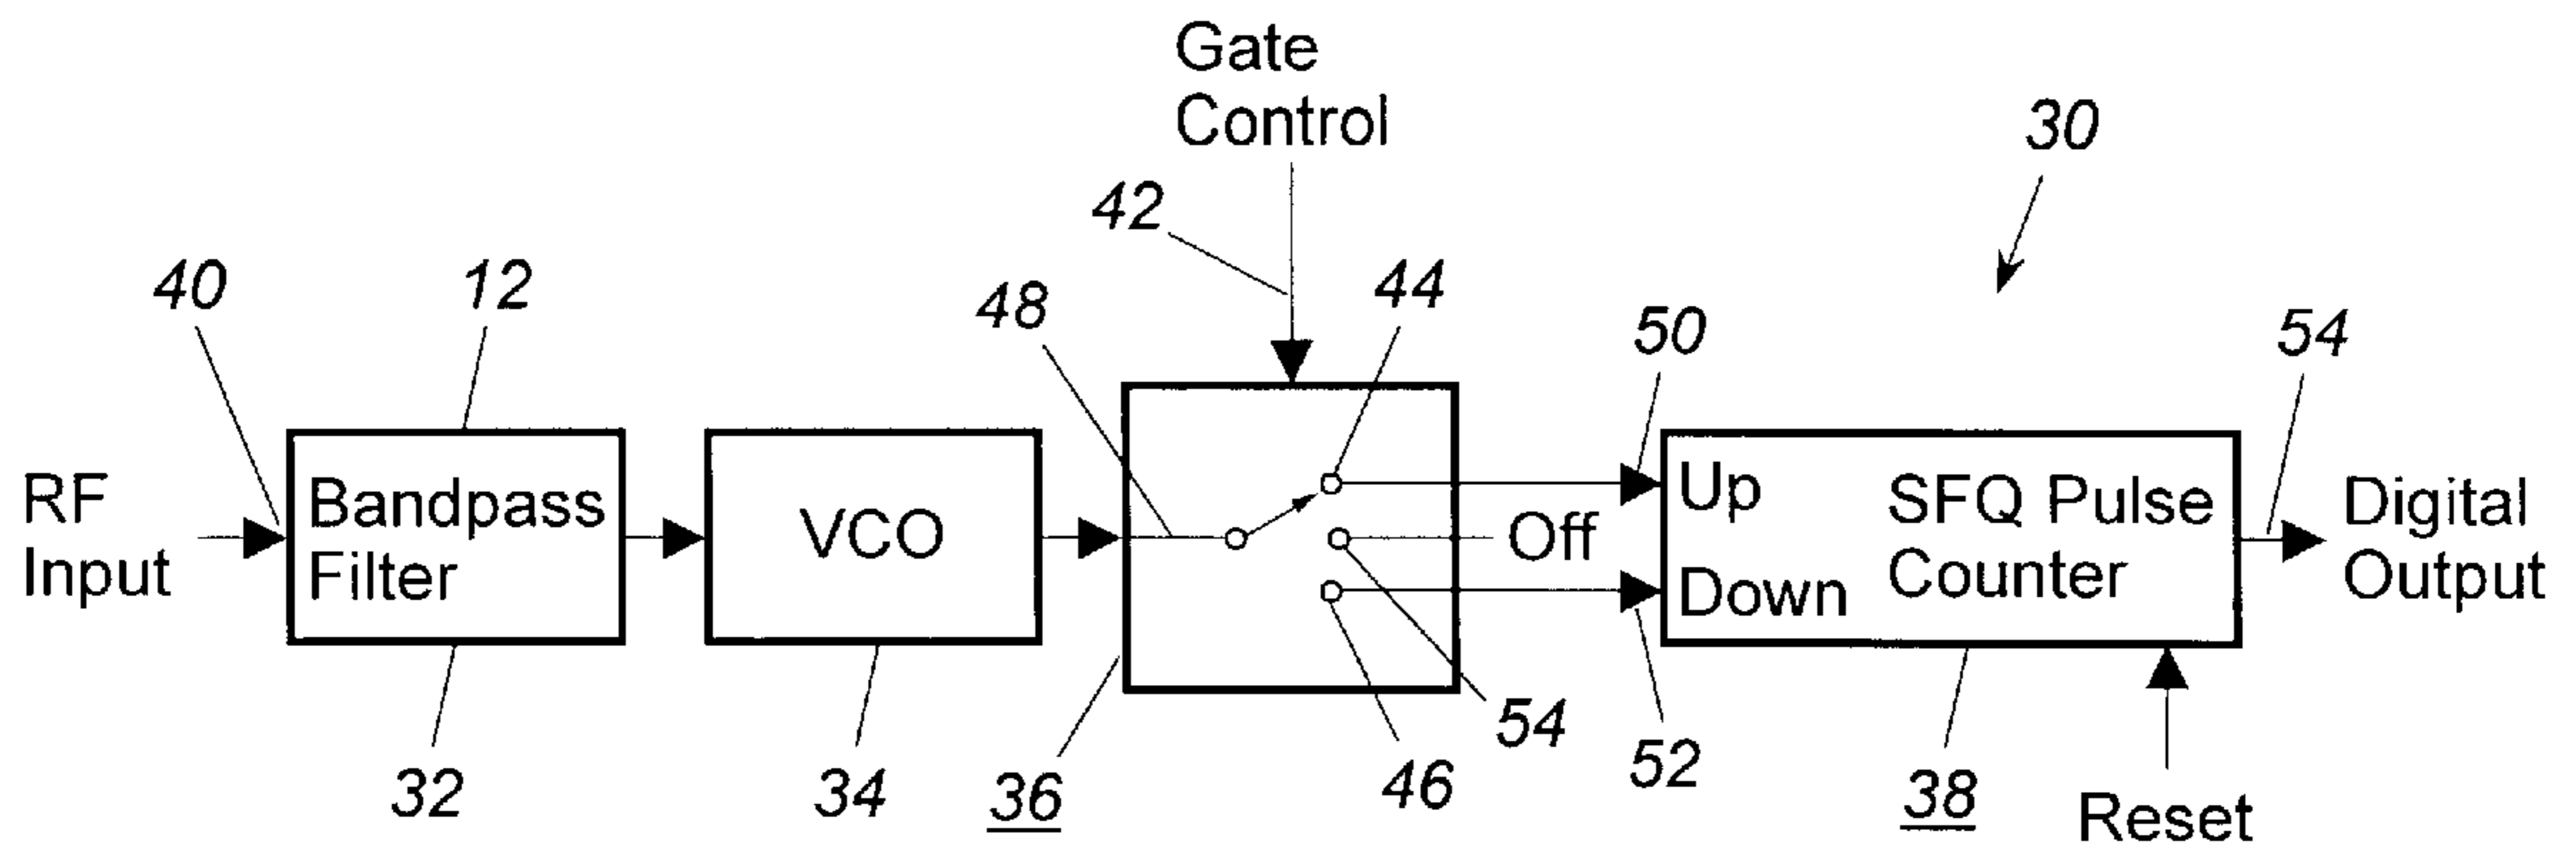 Gate
Control
30
42
40
12
48
44
50
54
RF
Input
Bandpass
Filter
VCO
Off
Up
Down
SFQ Pulse
Counter
Digital
Output
32
34
36
54
46
52
38
Reset